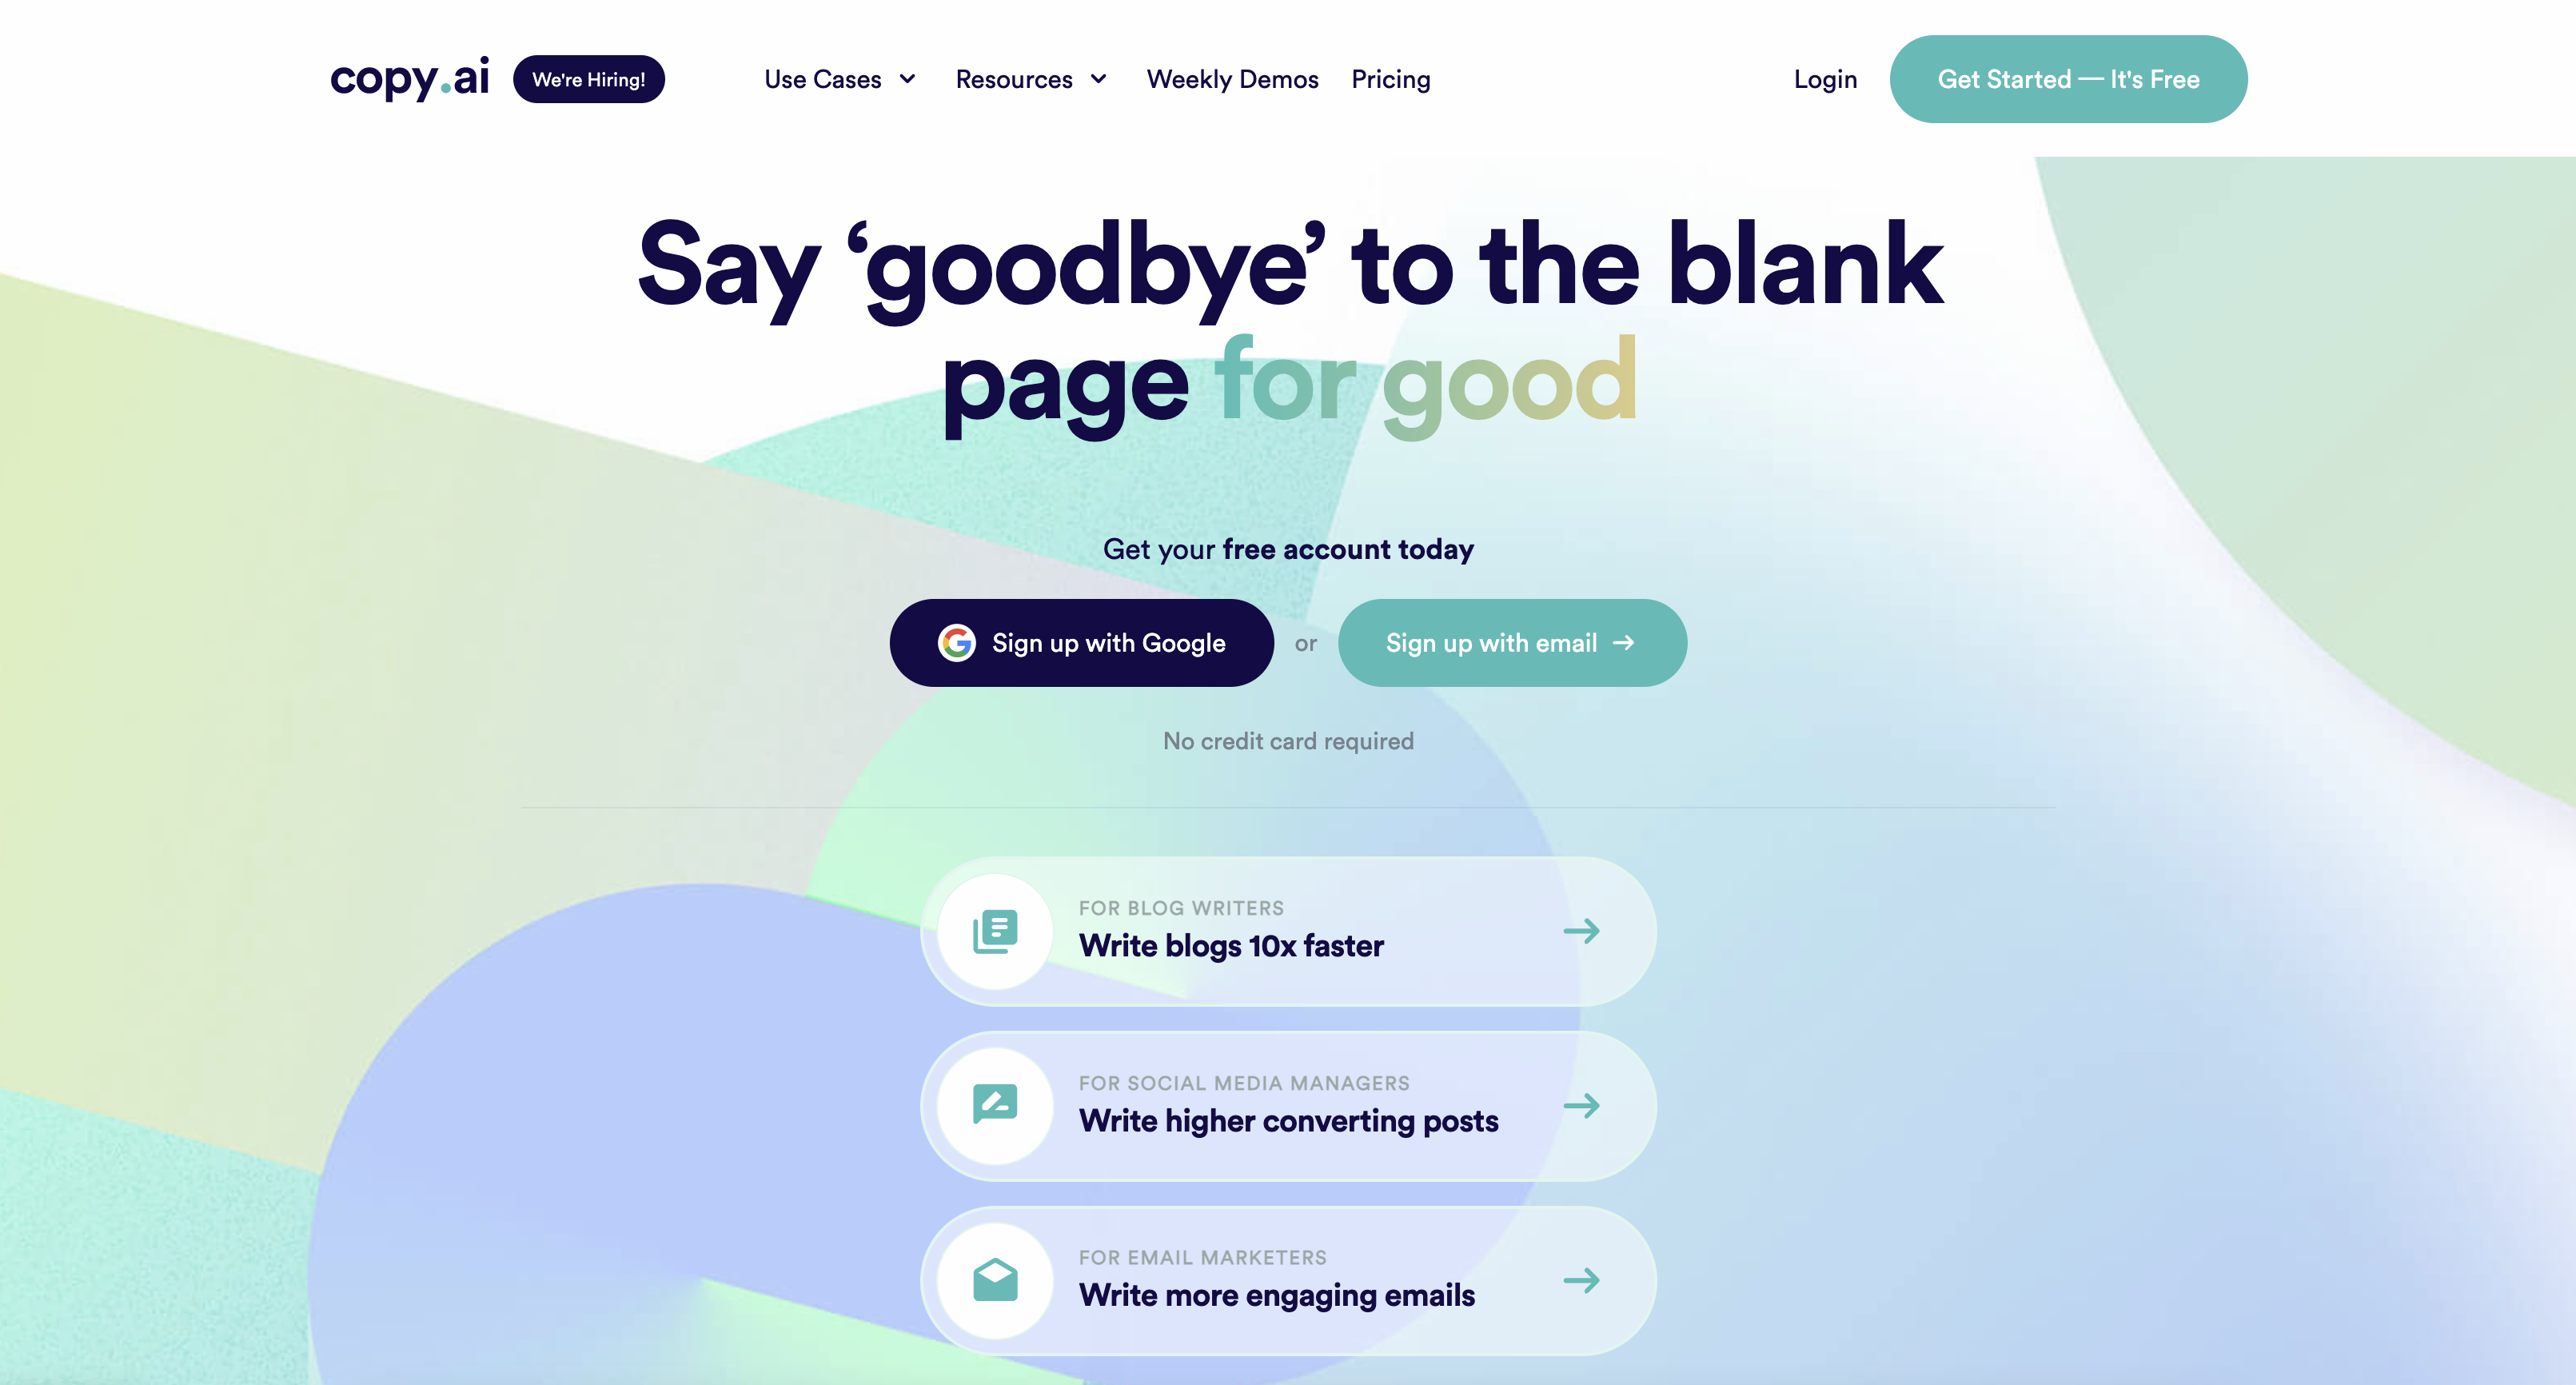 copy.ai
We're Hiring!
Use Cases
Resources
Weekly Demos
Pricing
Login
Get Started — It's Free
Say ‘goodbye’ to the blank
page for good
Get your free account today
Sign up with Google
or
Sign up with email
No credit card required
FOR BLOG WRITERS
Write blogs 10x faster
FOR SOCIAL MEDIA MANAGERS
Write higher converting posts
FOR EMAIL MARKETERS
Write more engaging emails